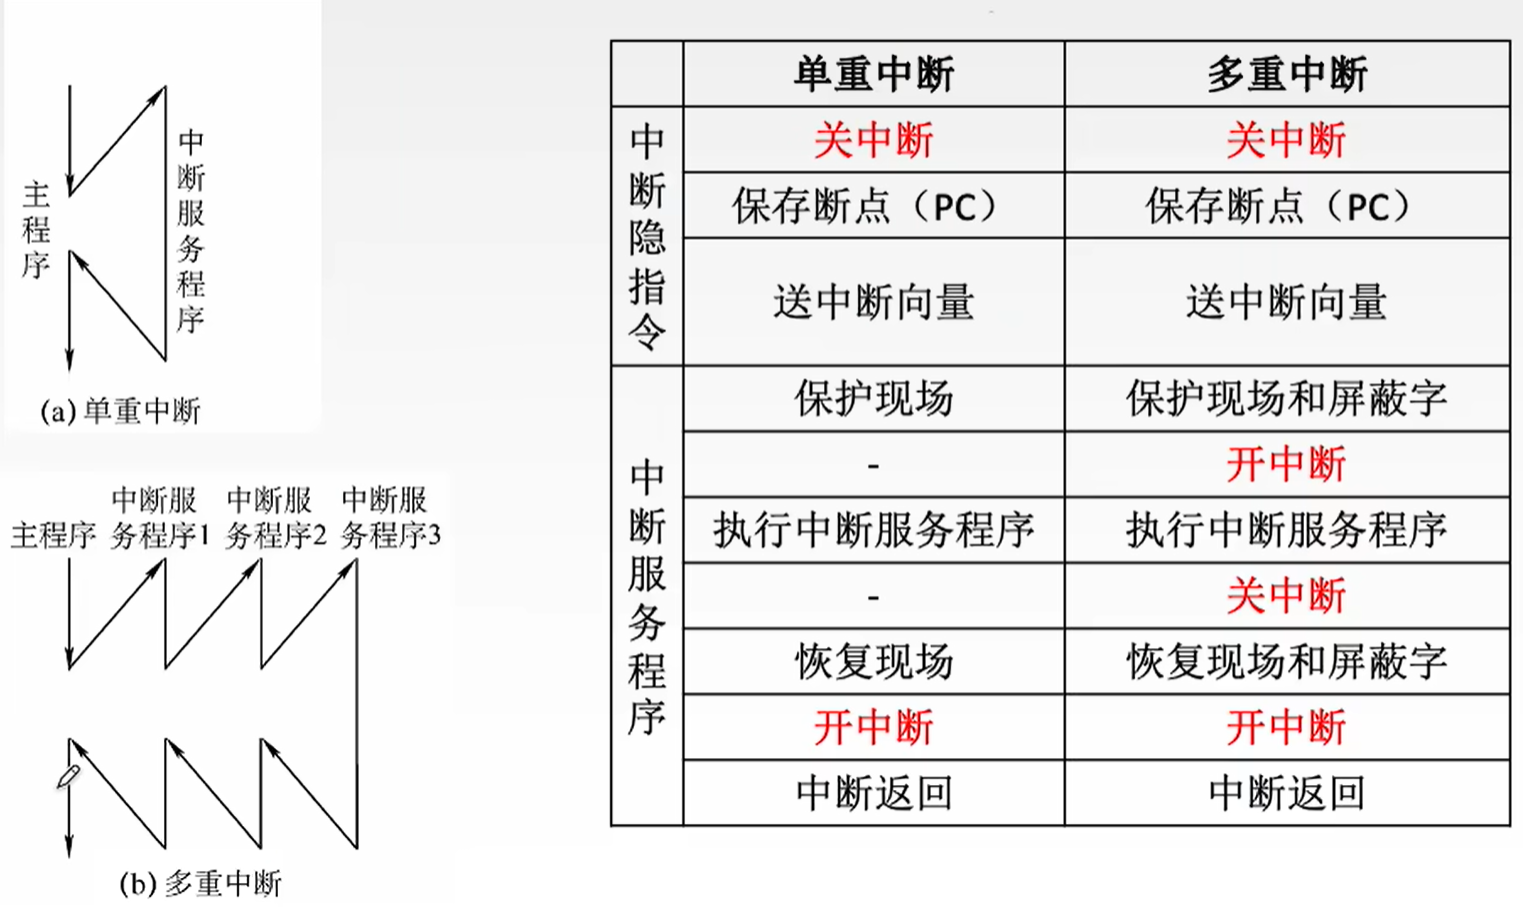 主程序
中断服务程序
(a)单重中断
主程序
中断服
务程序1
中断服
务程序2
中断服
务程序3
(b)多重中断
单重中断 多重中断
中断隐指令
关中断 关中断
保存断点（PC） 保存断点（PC）
送中断向量 送中断向量
中断服务程序
保护现场 保护现场和屏蔽字
- 开中断
执行中断服务程序 执行中断服务程序
- 关中断
恢复现场 恢复现场和屏蔽字
开中断 开中断
中断返回 中断返回